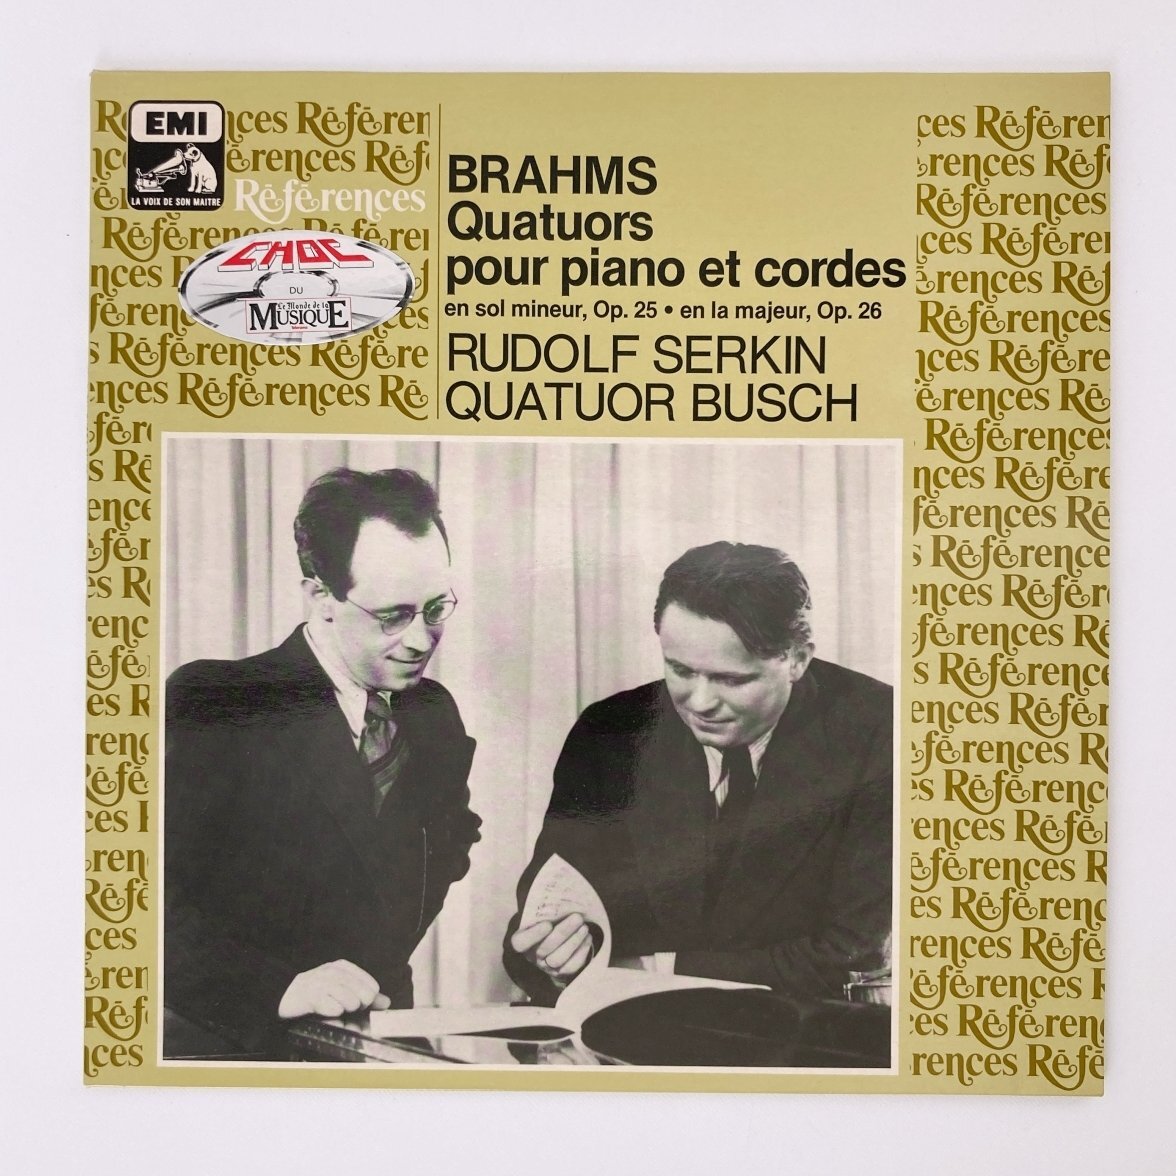 EMI
LA VOIX DE SON MAITRE
Références
CHOC
DU
Le Monde de la
MUSIQUE
BRAHMS
Quatuors
pour piano et cordes
en sol mineur, Op. 25 • en la majeur, Op. 26
RUDOLF SERKIN
QUATUOR BUSCH